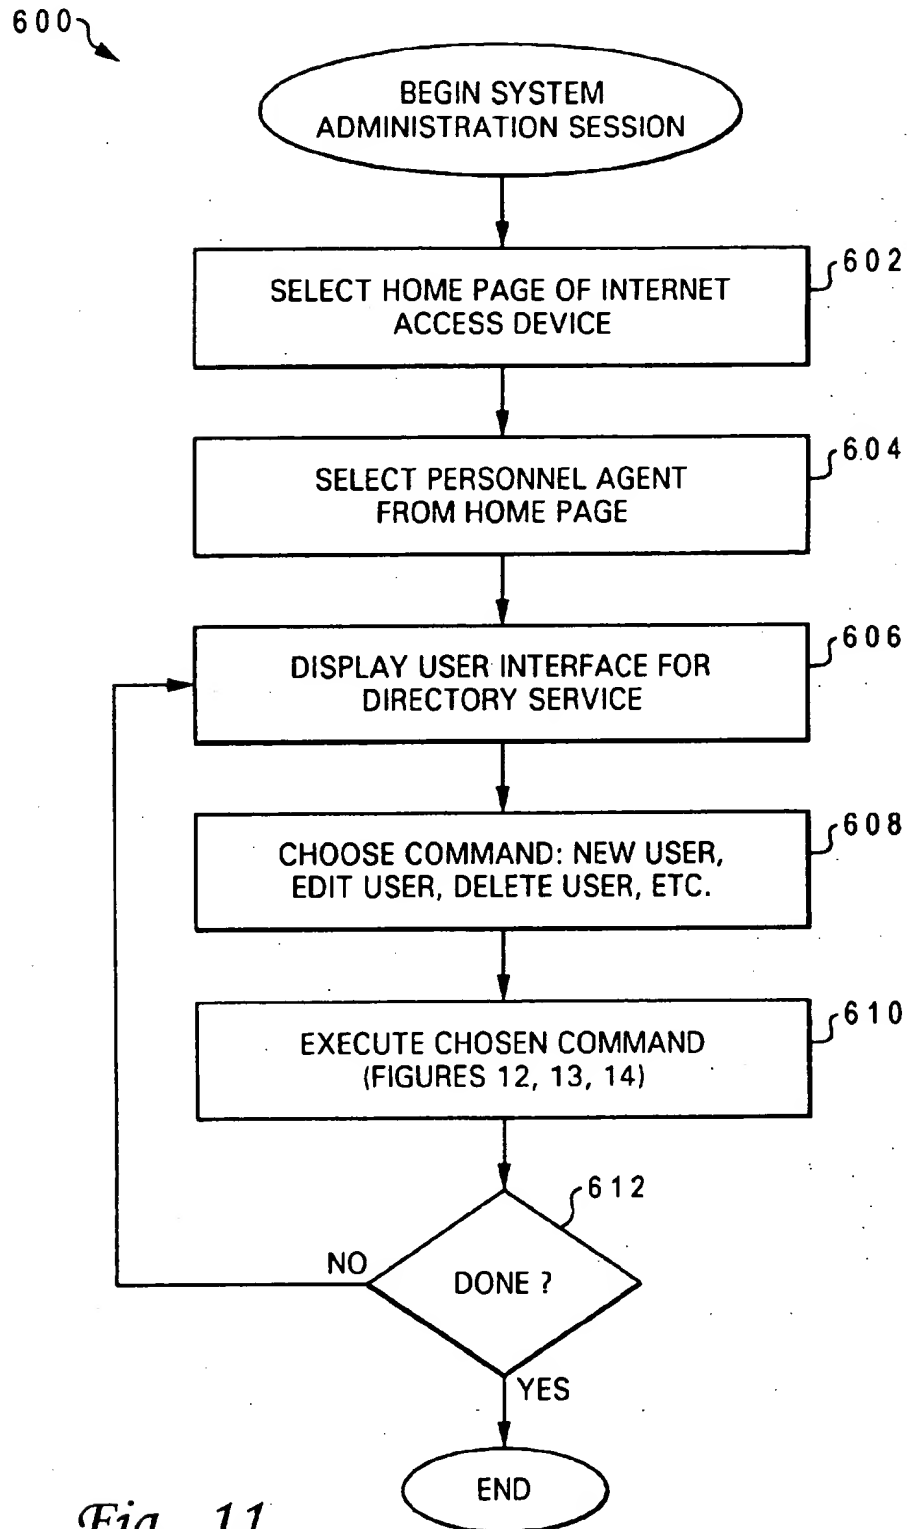 600
BEGIN SYSTEM
ADMINISTRATION SESSION
602
SELECT HOME PAGE OF INTERNET
ACCESS DEVICE
604
SELECT PERSONNEL AGENT
FROM HOME PAGE
606
DISPLAY USER INTERFACE FOR
DIRECTORY SERVICE
608
CHOOSE COMMAND: NEW USER,
EDIT USER, DELETE USER, ETC.
610
EXECUTE CHOSEN COMMAND
(FIGURES 12, 13, 14)
612
NO
DONE ?
YES
END
Fig. 11